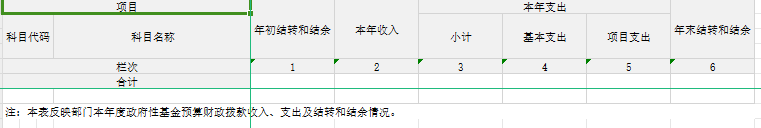 项目 本年支出
科目代码 科目名称 年初结转和结余 本年收入 小计 基本支出 项目支出 年末结转和结余
栏次 1 2 3 4 5 6
合计
注：本表反映部门本年度政府性基金预算财政拨款收入、支出及结转和结余情况。